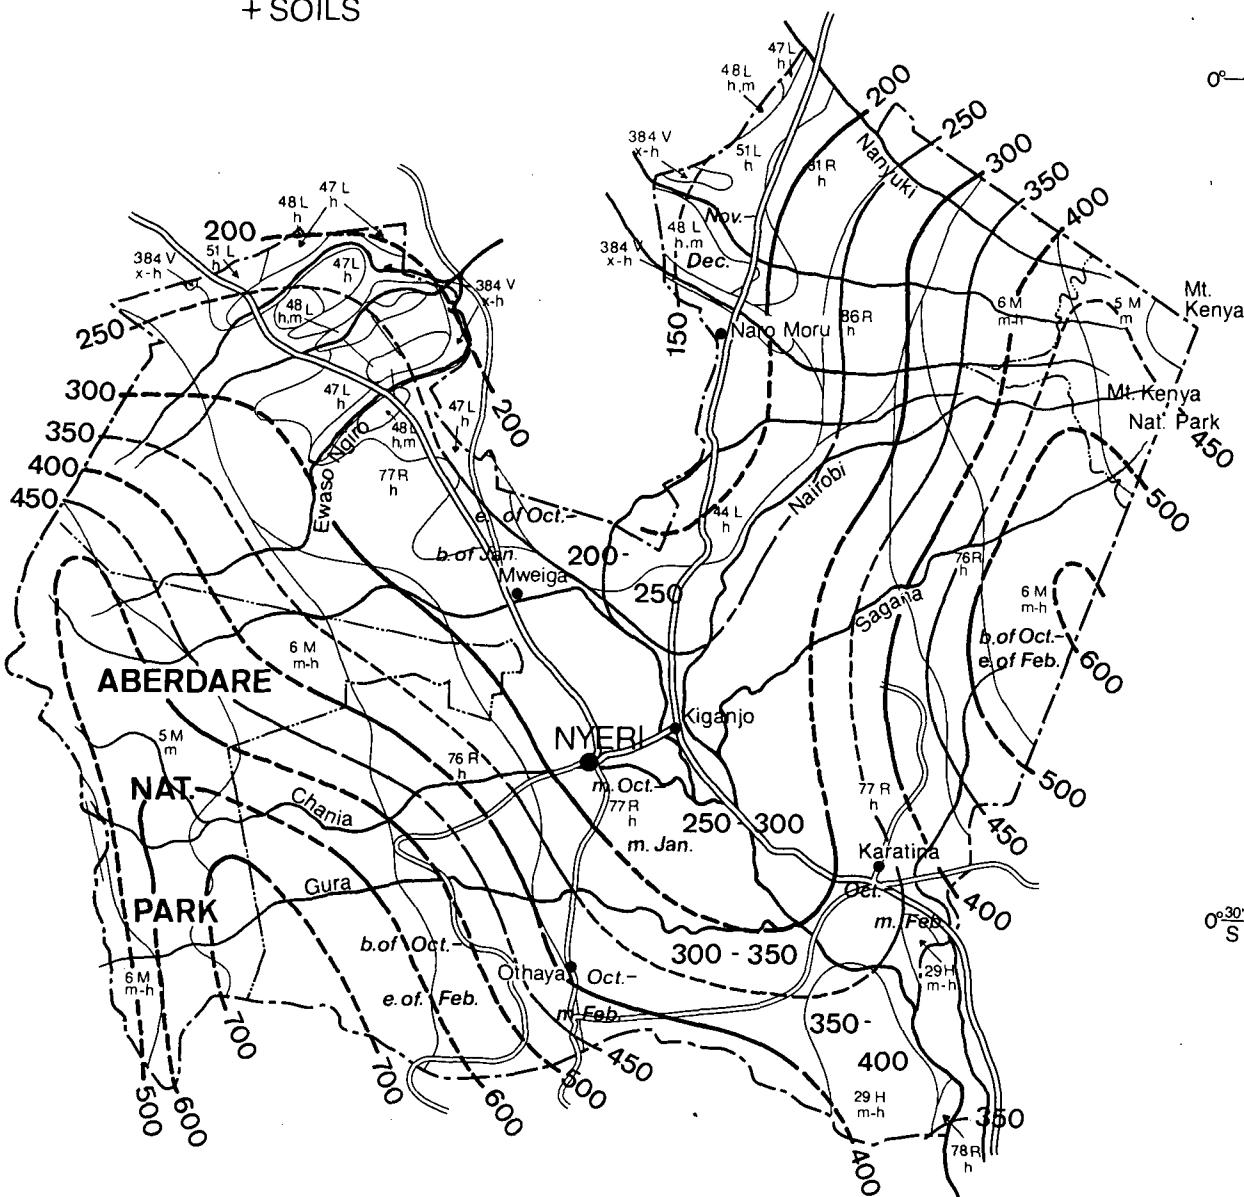 + SOILS
47 L
h
48 L
h,m
0°
200
250
384 V
x-h
51 L
h
81 R
h
Nanyuki
300
350
400
47 L
48 L
h
Nov.-
48 L
h,m
Dec.
200
51 L
h
384 V
x-h
47 L
h
384 V
x-h
384 V
x-h
48 L
h,m
250
150
Naro Moru
86 R
h
6 M
m-h
5 M
m
Mt.
Kenya
300
47 L
h
47 L
h
200
Mt. Kenya
Nat. Park
450
350
48 L
h,m
Ewaso Ngiro
400
77 R
h
450
Nairobi
500
44 L
h
e. of Oct.-
b. of Jan.
200-
250
Mweiga
76 R
h
6 M
m-h
Sagana
b. of Oct.-
e. of Feb.
600
6 M
m-h
ABERDARE
5 M
m
76 R
h
NYERI
Kiganjo
NAT.
m. Oct.-
77 R
h
77 R
h
500
Chania
250 - 300
m. Jan.
450
Karatina
Gura
Oct.-
400
PARK
m. Feb.
0° 30'
S
300 - 350
b. of Oct.-
Othaya
Oct.-
29 H
m-h
6 M
m-h
e. of. Feb.
m. Feb.
700
350-
400
450
500
700
600
500
600
29 H
m-h
350
78 R
h
400